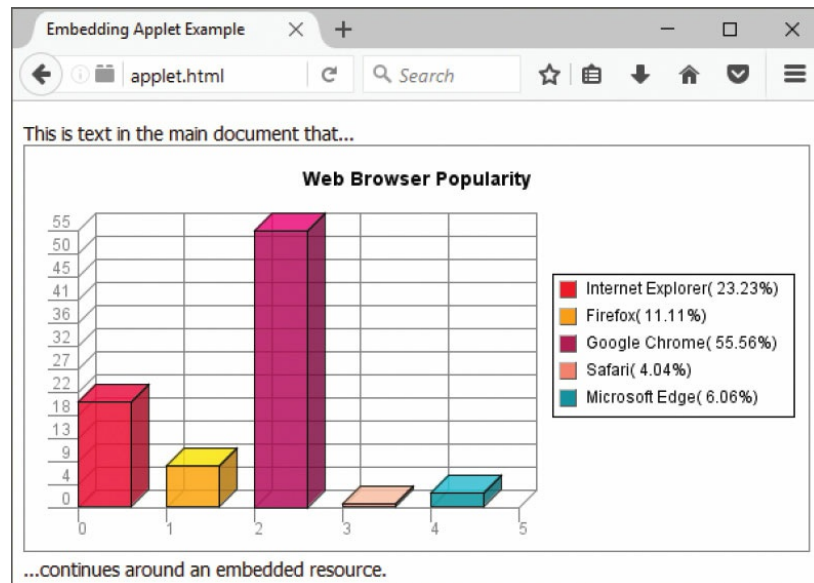 Embedding Applet Example
applet.html
Search
This is text in the main document that...
Web Browser Popularity
55
50
45
41
36
32
27
22
18
13
9
4
0
0 1 2 3 4 5
Internet Explorer( 23.23%)
Firefox( 11.11%)
Google Chrome( 55.56%)
Safari( 4.04%)
Microsoft Edge( 6.06%)
...continues around an embedded resource.